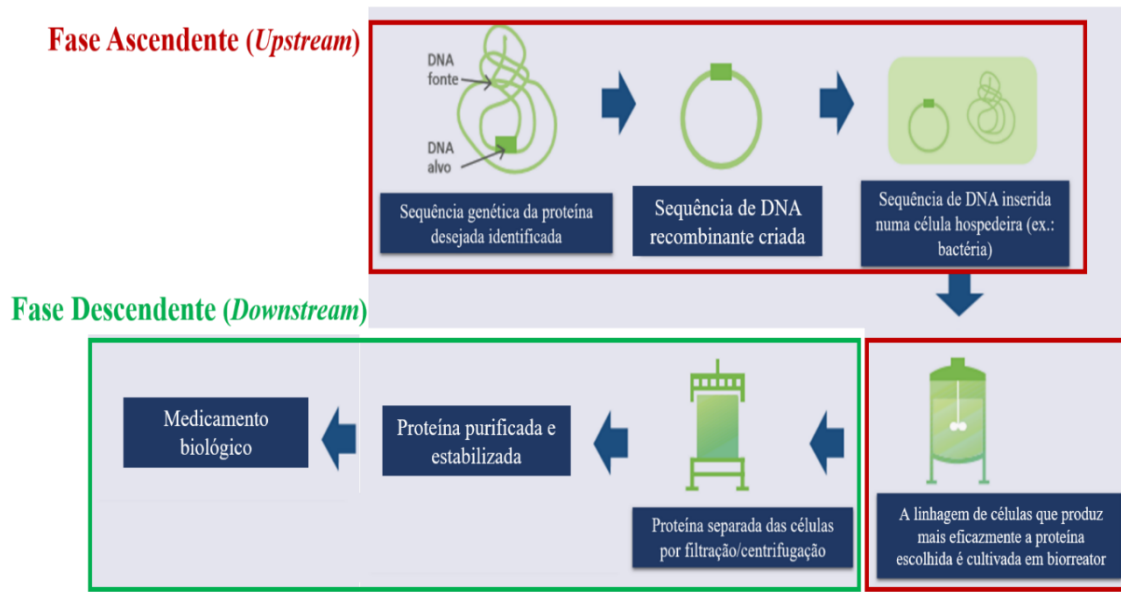 Fase Ascendente (Upstream)
DNA
fonte
DNA
alvo
Sequência genética da proteína
desejada identificada
Sequência de DNA
recombinante criada
Sequência de DNA inserida
numa célula hospedeira (ex.:
bactéria)
Fase Descendente (Downstream)
Medicamento
biológico
Proteína purificada e
estabilizada
Proteína separada das células
por filtração/centrifugação
A linhagem de células que produz
mais eficazmente a proteína
escolhida é cultivada em biorreator